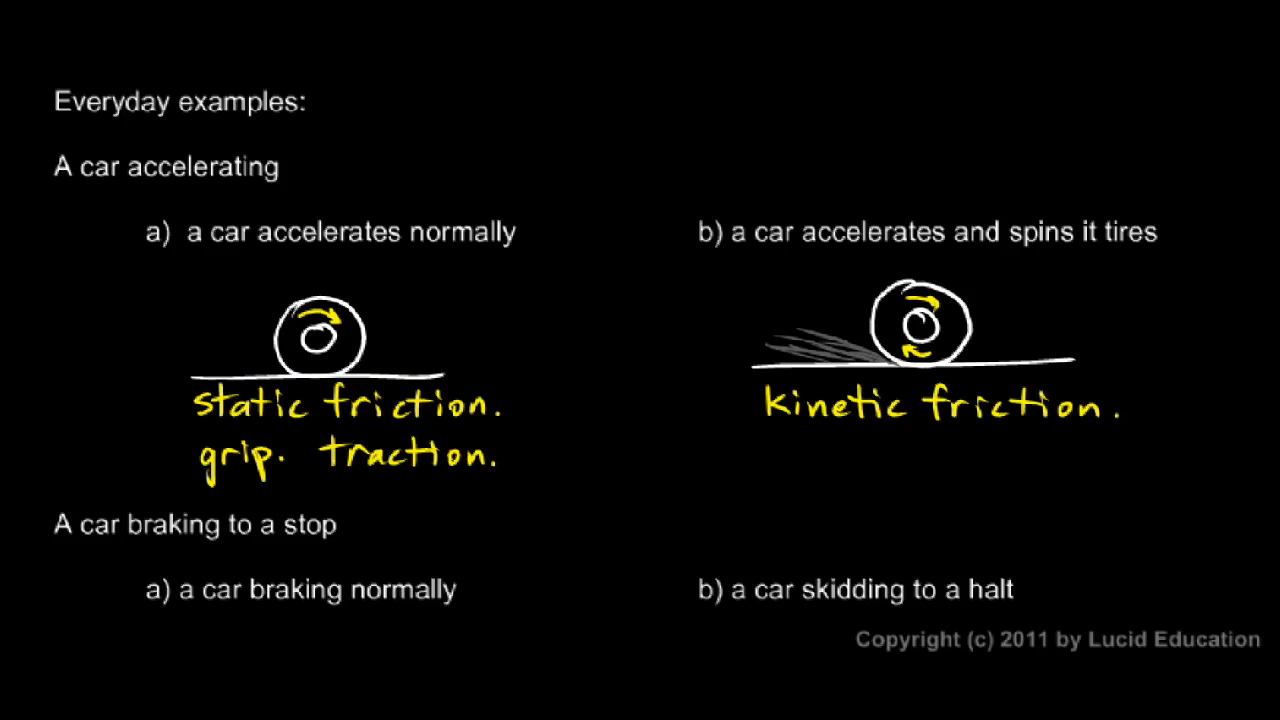 Everyday examples:
A car accelerating
a) a car accelerates normally
b) a car accelerates and spins it tires
static friction.
grip. traction.
kinetic friction.
A car braking to a stop
a) a car braking normally
b) a car skidding to a halt
Copyright (c) 2011 by Lucid Education